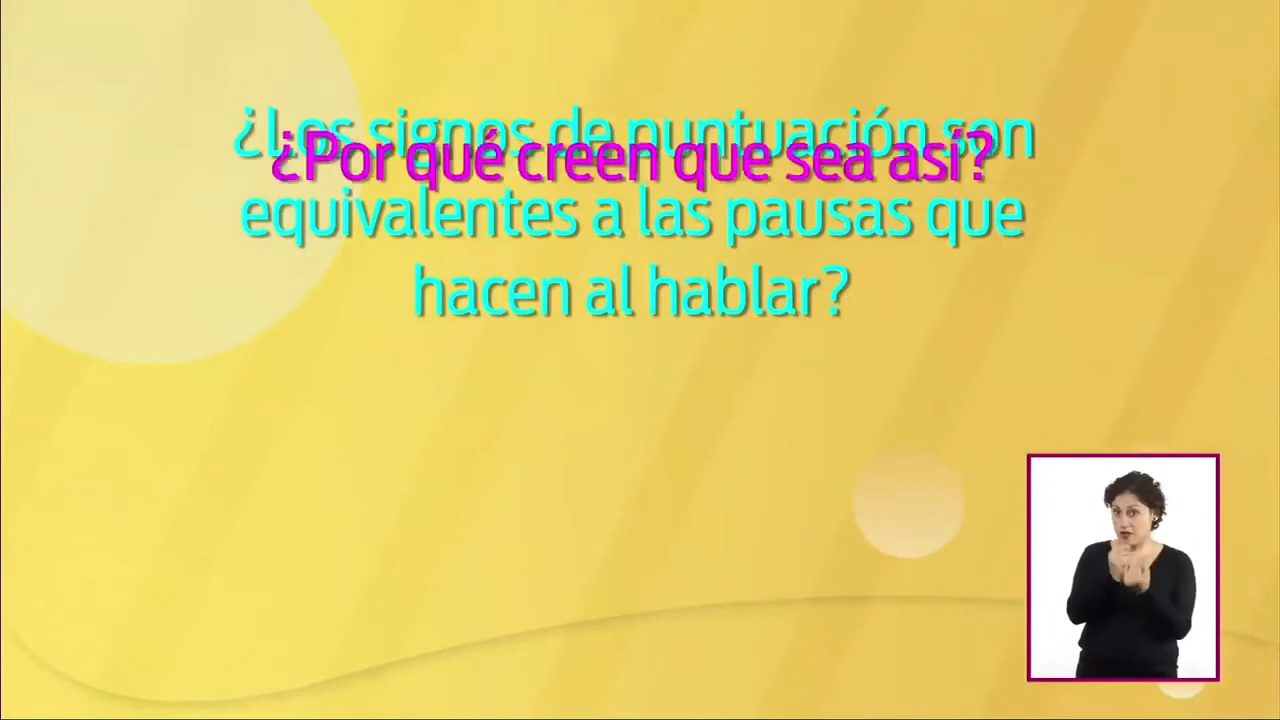 ¿Los signos de puntuación son
¿Por qué creen que sea así?
equivalentes a las pausas que
hacen al hablar?